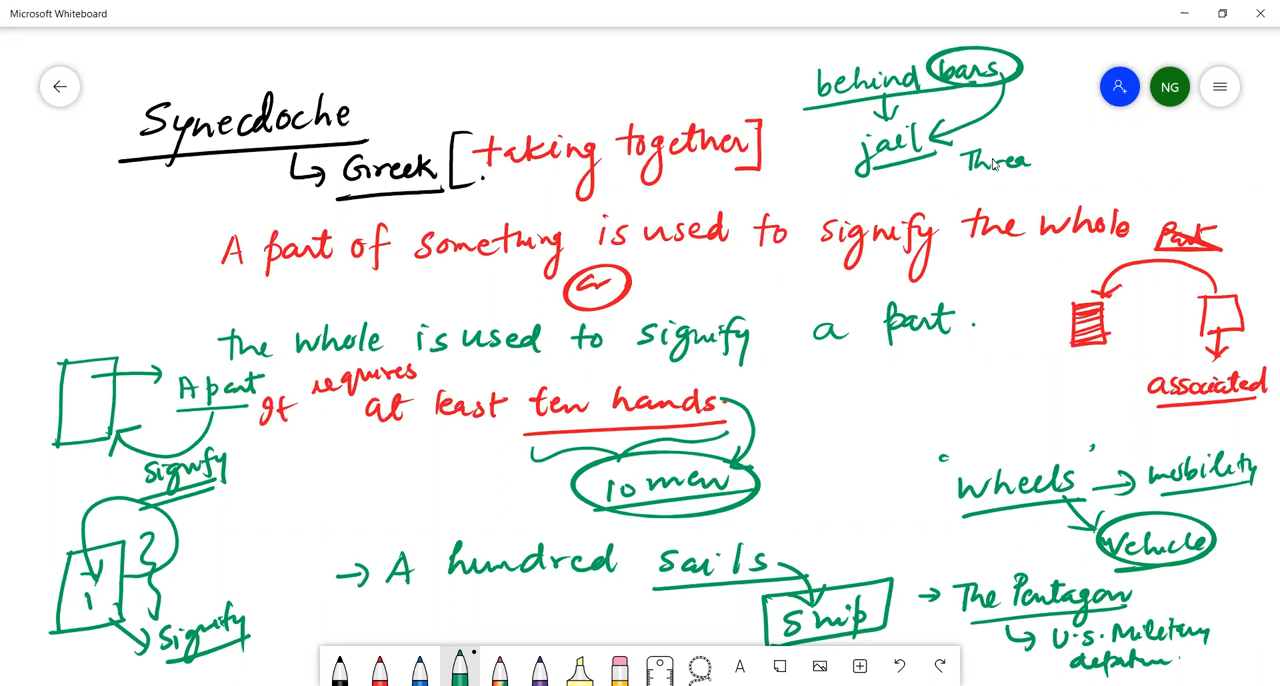 Microsoft Whiteboard
behind bars
NG
Synecdoche
jail
Greek [taking together]
Threa
A part of something is used to signify the whole Part
or
the whole is used to signify a part.
associated
A part
It requires at least ten hands.
signify
10 men
"wheels" → mobility
vehicle
→ A hundred sails
ship
→ The Pentagon
U.S. Military
signify
A